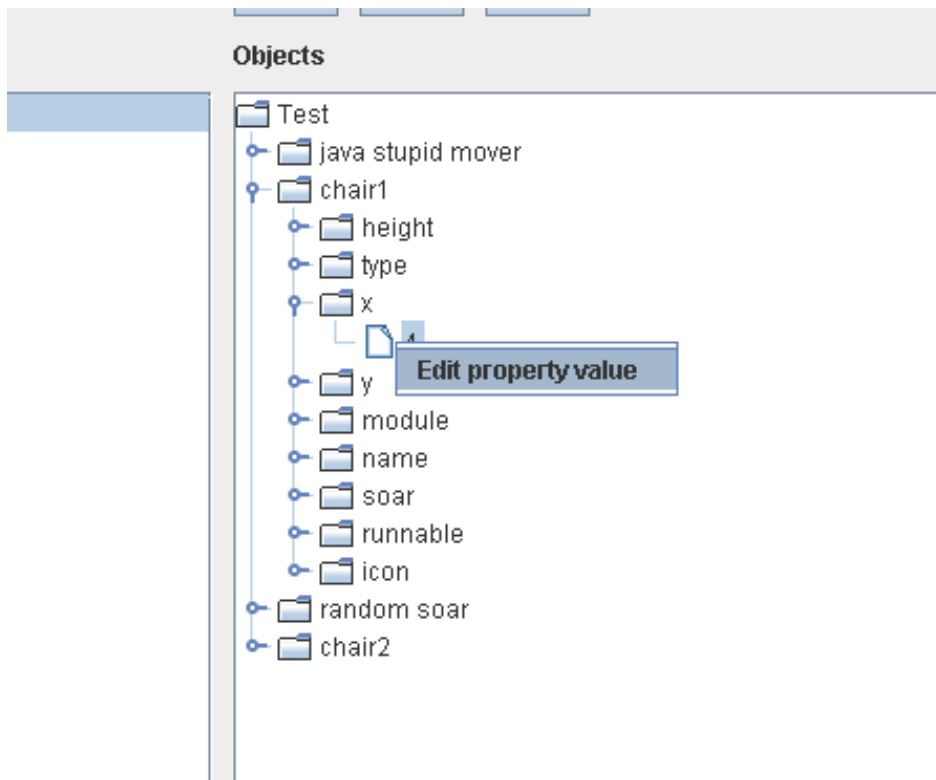 Objects
Test
java stupid mover
chair1
height
type
x
Edit property value
y
module
name
soar
runnable
icon
random soar
chair2